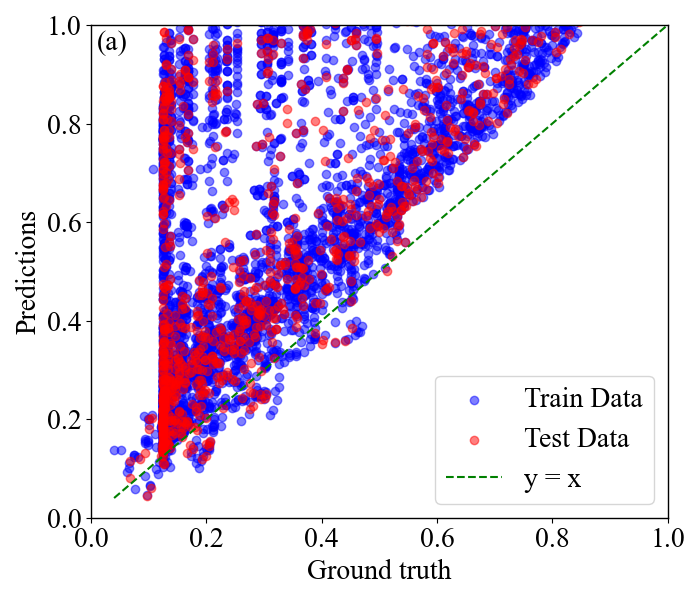 (a)
1.0
0.8
0.6
0.4
0.2
0.0
Predictions
Train Data
Test Data
y = x
0.0 0.2 0.4 0.6 0.8 1.0
Ground truth